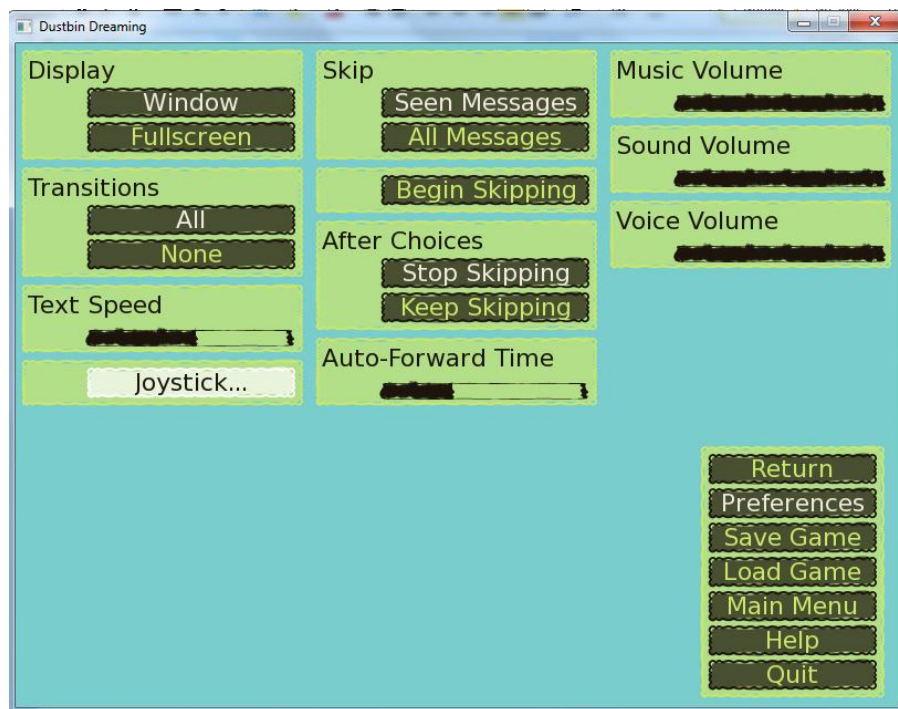 Dustbin Dreaming
Display
Window
Fullscreen
Transitions
All
None
Text Speed
Joystick...
Skip
Seen Messages
All Messages
Begin Skipping
After Choices
Stop Skipping
Keep Skipping
Auto-Forward Time
Music Volume
Sound Volume
Voice Volume
Return
Preferences
Save Game
Load Game
Main Menu
Help
Quit